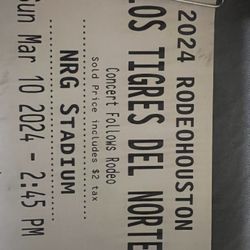 2024 RODEOHOUSTON
LOS TIGRES DEL NORTE
Concert Follows Rodeo
Sold Price includes $2 tax
NRG STADIUM
Sun Mar 10 2024 - 2:45 PM